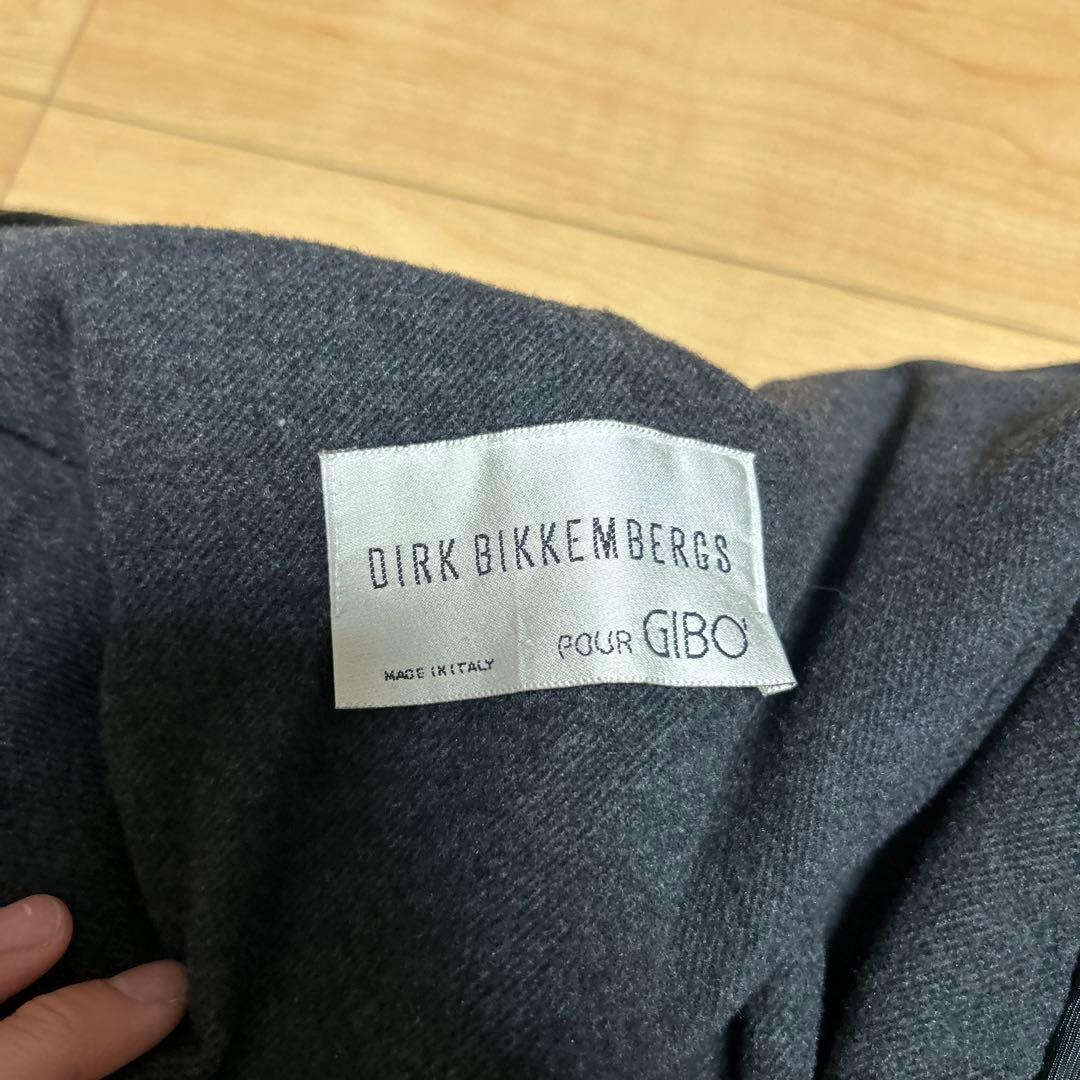 DIRK BIKKEMBERGS
POUR GIBO'
MADE IN ITALY